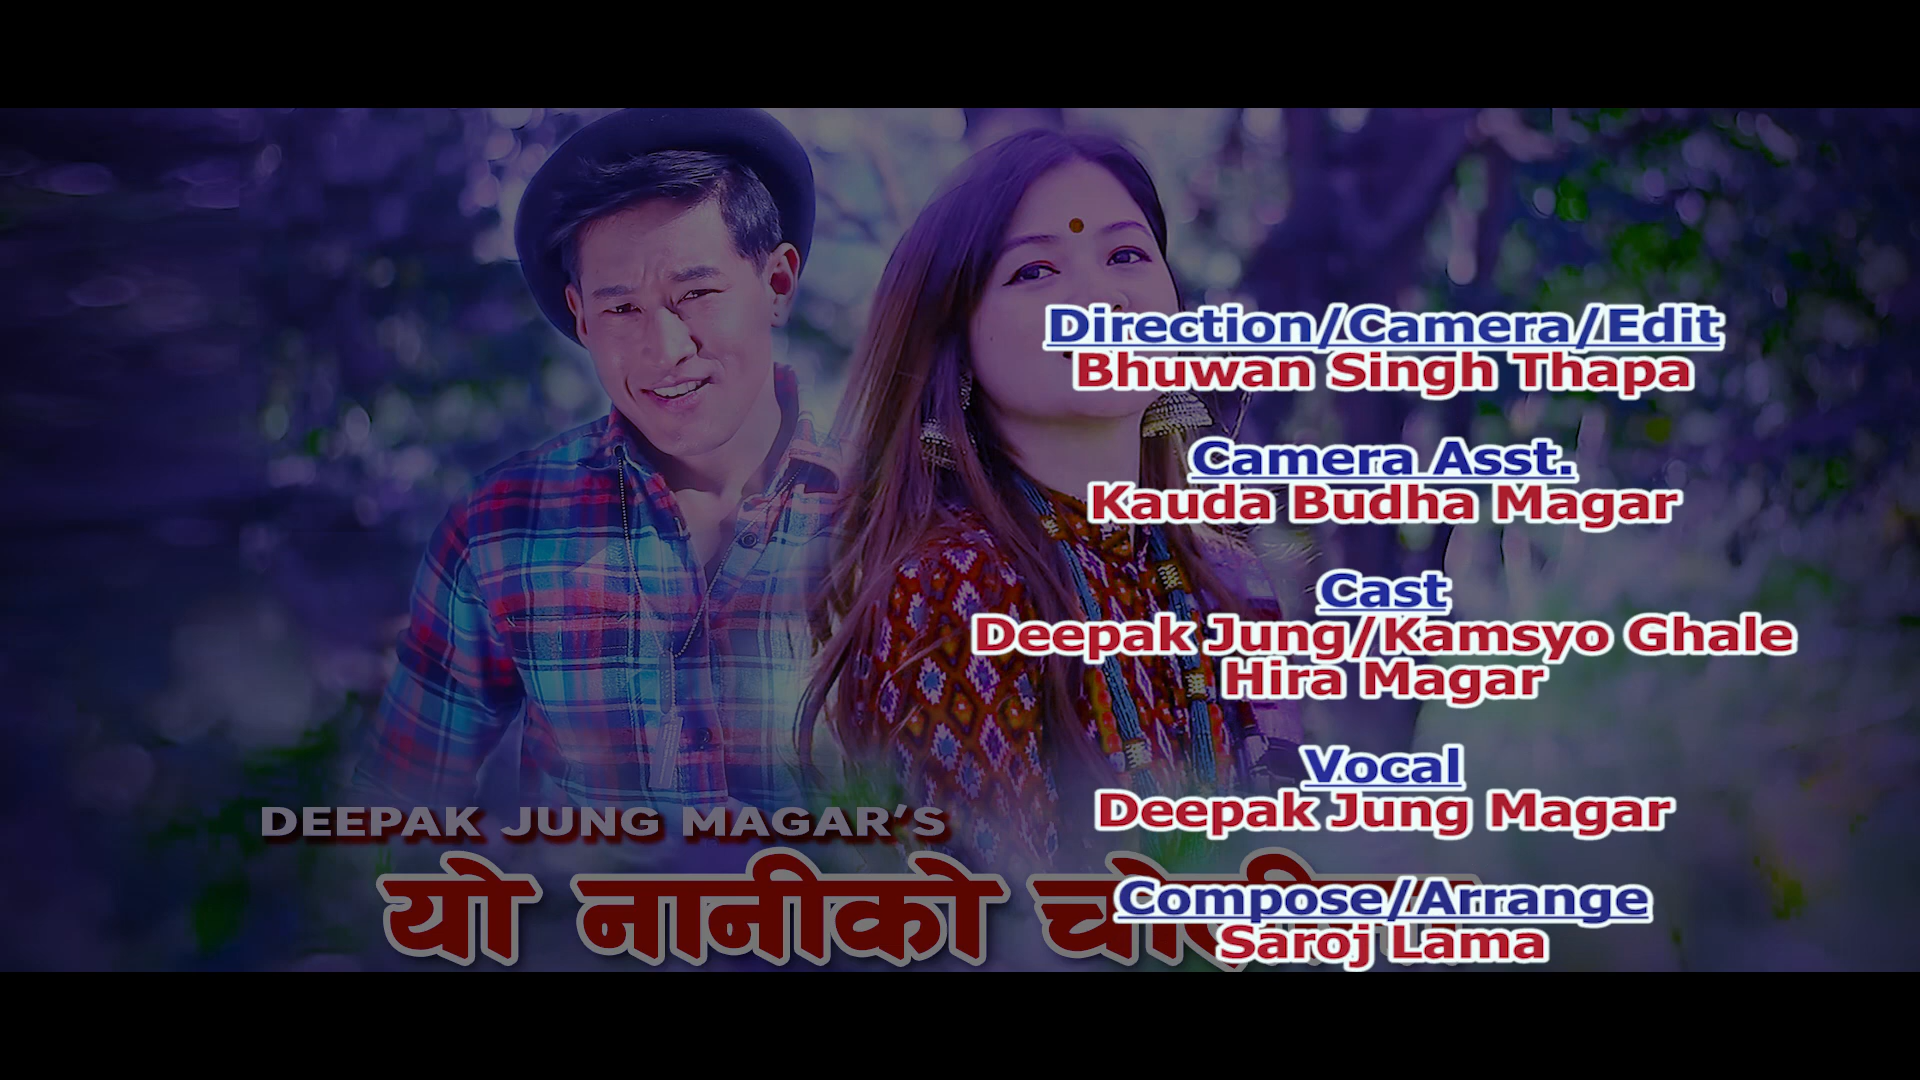 Direction/Camera/Edit
Bhuwan Singh Thapa
Camera Asst.
Kauda Budha Magar
Cast
Deepak Jung/Kamsyo Ghale
Hira Magar
Vocal
Deepak Jung Magar
Compose/Arrange
Saroj Lama
DEEPAK JUNG MAGAR'S
यो नानीको